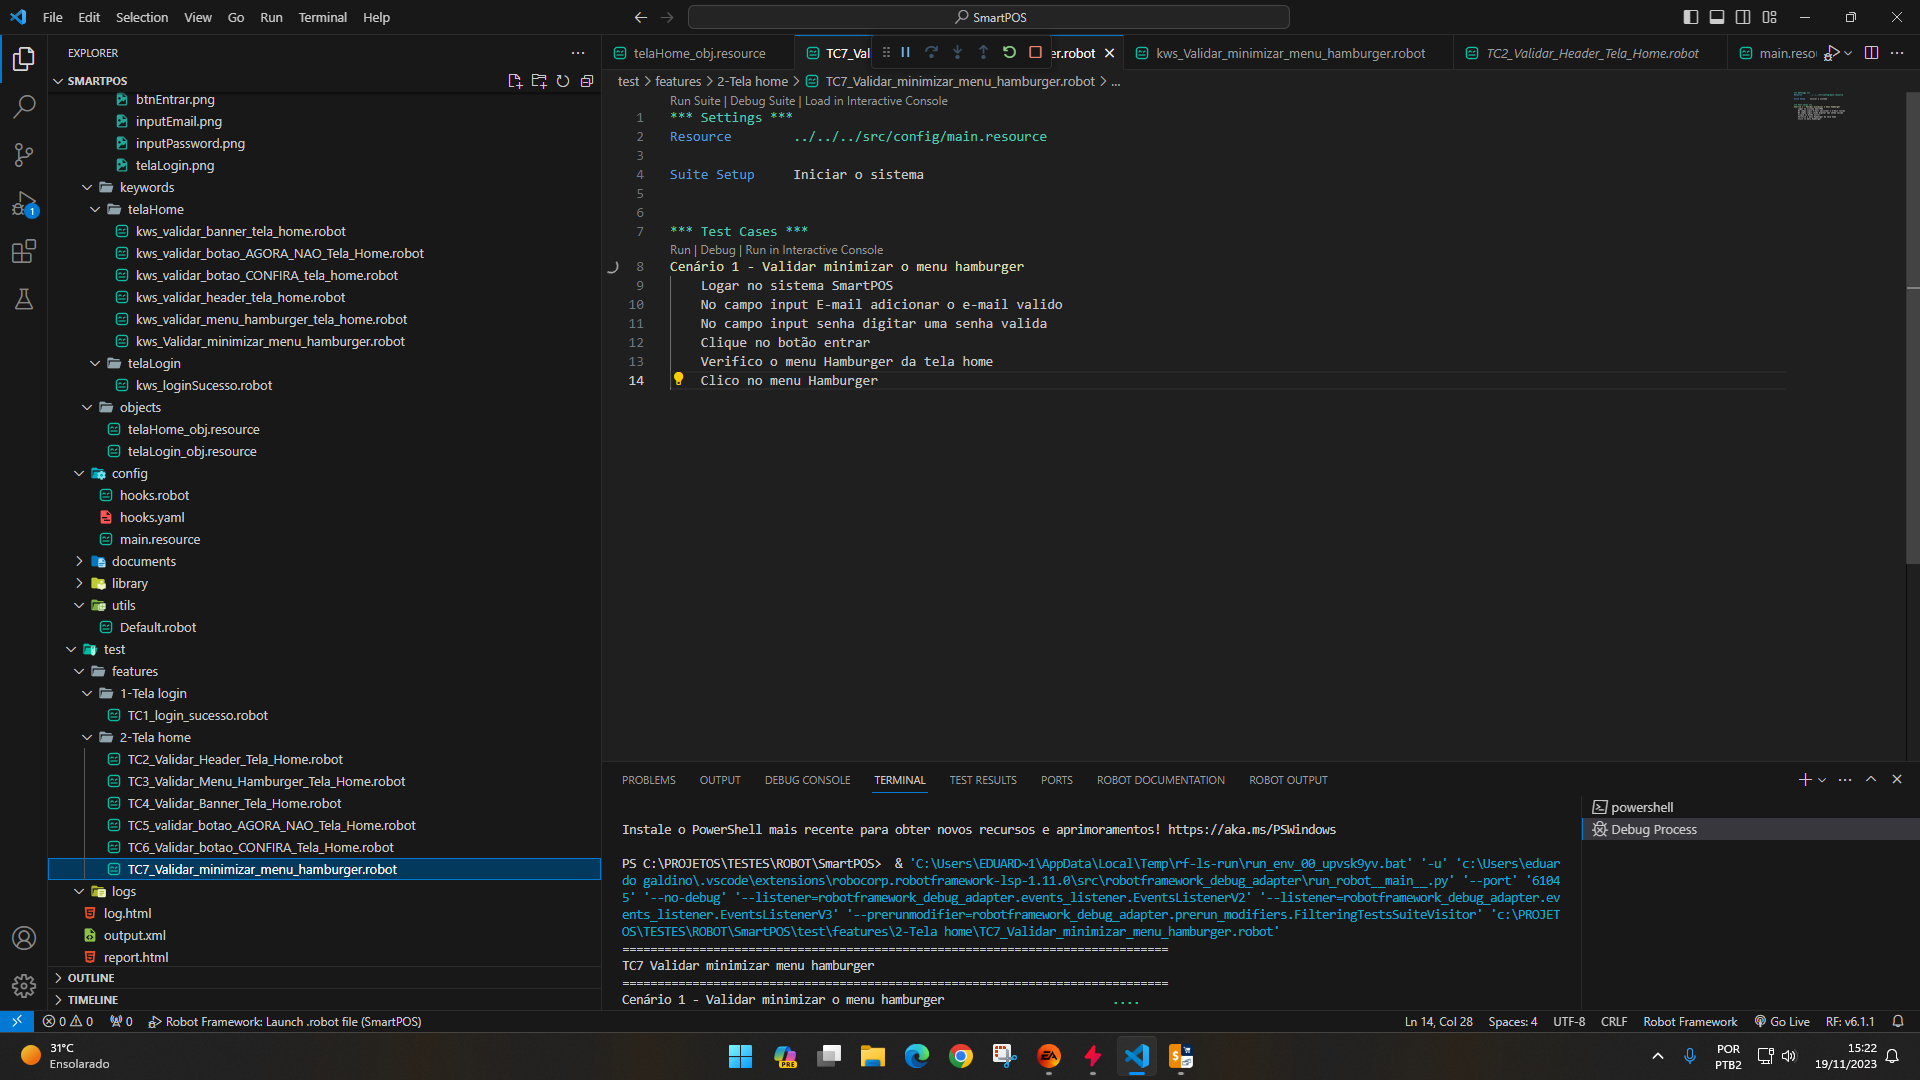 File Edit Selection View Go Run Terminal Help
SmartPOS
EXPLORER
SMARTPOS
btnEntrar.png
inputEmail.png
inputPassword.png
telaLogin.png
keywords
telaHome
kws_validar_banner_tela_home.robot
kws_validar_botao_AGORA_NAO_Tela_Home.robot
kws_validar_botao_CONFIRA_tela_home.robot
kws_validar_header_tela_home.robot
kws_validar_menu_hamburger_tela_home.robot
kws_Validar_minimizar_menu_hamburger.robot
telaLogin
kws_loginSucesso.robot
objects
telaHome_obj.resource
telaLogin_obj.resource
config
hooks.robot
hooks.yaml
main.resource
documents
library
utils
Default.robot
test
features
1-Tela login
TC1_login_sucesso.robot
2-Tela home
TC2_Validar_Header_Tela_Home.robot
TC3_Validar_Menu_Hamburger_Tela_Home.robot
TC4_Validar_Banner_Tela_Home.robot
TC5_validar_botao_AGORA_NAO_Tela_Home.robot
TC6_Validar_botao_CONFIRA_Tela_Home.robot
TC7_Validar_minimizar_menu_hamburger.robot
logs
log.html
output.xml
report.html
OUTLINE
TIMELINE
1
telaHome_obj.resource TC7_Val er.robot kws_Validar_minimizar_menu_hamburger.robot TC2_Validar_Header_Tela_Home.robot main.reso
test > features > 2-Tela home > TC7_Validar_minimizar_menu_hamburger.robot > ...
Run Suite | Debug Suite | Load in Interactive Console
1 *** Settings ***
2 Resource ../../../src/config/main.resource
3
4 Suite Setup Iniciar o sistema
5
6
7 *** Test Cases ***
Run | Debug | Run in Interactive Console
8 Cenário 1 - Validar minimizar o menu hamburger
9 Logar no sistema SmartPOS
10 No campo input E-mail adicionar o e-mail valido
11 No campo input senha digitar uma senha valida
12 Clique no botão entrar
13 Verifico o menu Hamburger da tela home
14 Clico no menu Hamburger
PROBLEMS OUTPUT DEBUG CONSOLE TERMINAL TEST RESULTS PORTS ROBOT DOCUMENTATION ROBOT OUTPUT
powershell
Debug Process
Instale o PowerShell mais recente para obter novos recursos e aprimoramentos! https://aka.ms/PSWindows
PS C:\PROJETOS\TESTES\ROBOT\SmartPOS> & 'C:\Users\EDUARD~1\AppData\Local\Temp\rf-ls-run\run_env_00_upvsk9yv.bat' '-u' 'c:\Users\eduar
do galdino\.vscode\extensions\robocorp.robotframework-lsp-1.11.0\src\robotframework_debug_adapter\run_robot__main__.py' '--port' '6104
5' '--no-debug' '--listener=robotframework_debug_adapter.events_listener.EventsListenerV2' '--listener=robotframework_debug_adapter.ev
ents_listener.EventsListenerV3' '--prerunmodifier=robotframework_debug_adapter.prerun_modifiers.FilteringTestsSuiteVisitor' 'c:\PROJET
OS\TESTES\ROBOT\SmartPOS\test\features\2-Tela home\TC7_Validar_minimizar_menu_hamburger.robot'
==============================================================================
TC7 Validar minimizar menu hamburger
==============================================================================
Cenário 1 - Validar minimizar o menu hamburger ....
0 0 0 Robot Framework: Launch .robot file (SmartPOS) Ln 14, Col 28 Spaces: 4 UTF-8 CRLF Robot Framework Go Live RF: v6.1.1
31°C
Ensolarado
PRE
EA
POR
PTB2
15:22
19/11/2023